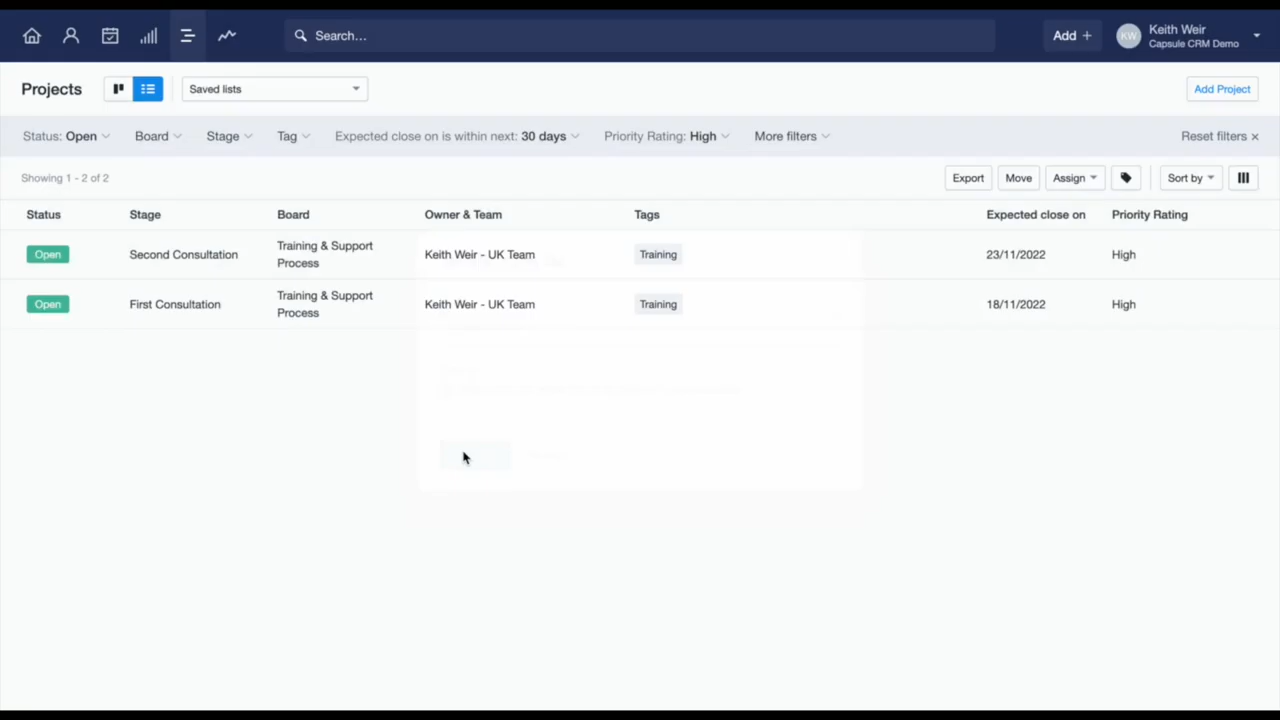 Search...
Add +
KW
Keith Weir
Capsule CRM Demo
Projects
Saved lists
Add Project
Status: Open
Board
Stage
Tag
Expected close on is within next: 30 days
Priority Rating: High
More filters
Reset filters ×
Showing 1 - 2 of 2
Export
Move
Assign
Sort by
Status Stage Board Owner & Team Tags Expected close on Priority Rating
Open Second Consultation Training & Support Process Keith Weir - UK Team Training 23/11/2022 High
Open First Consultation Training & Support Process Keith Weir - UK Team Training 18/11/2022 High